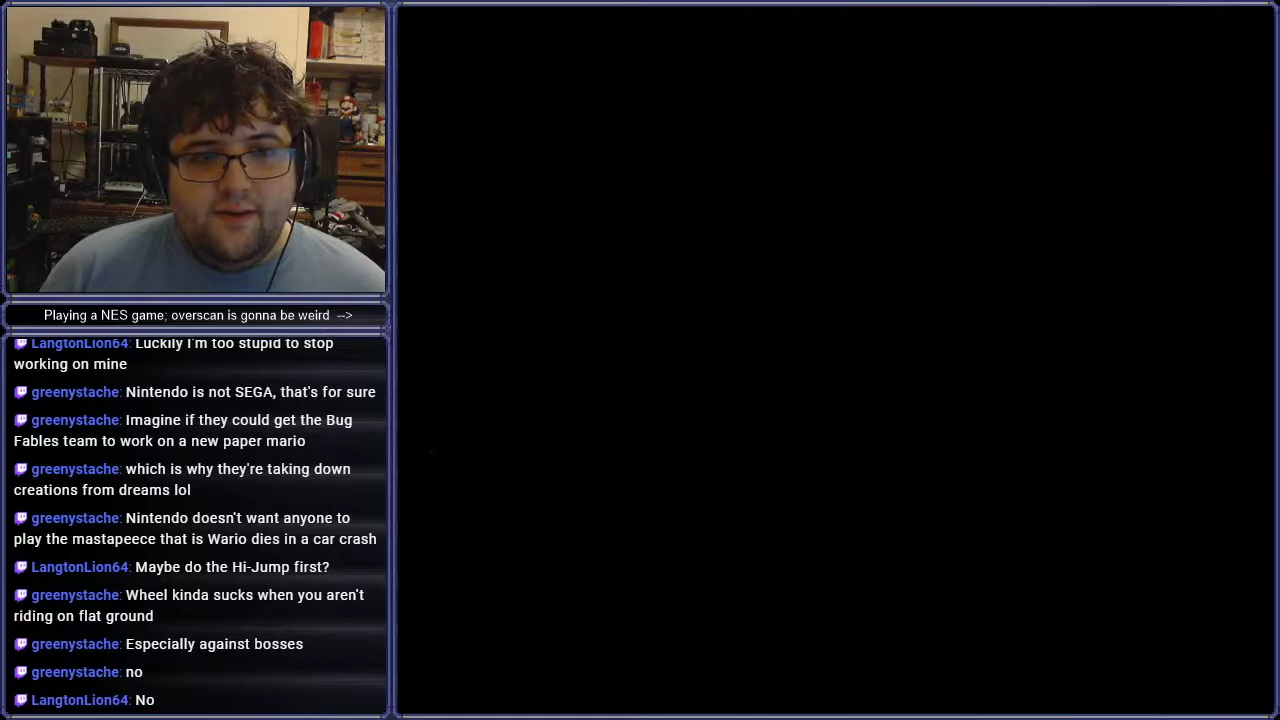 Playing a NES game; overscan is gonna be weird -->
LangtonLion64: Luckily I'm too stupid to stop
working on mine
greenystache: Nintendo is not SEGA, that's for sure
greenystache: Imagine if they could get the Bug
Fables team to work on a new paper mario
greenystache: which is why they're taking down
creations from dreams lol
greenystache: Nintendo doesn't want anyone to
play the mastapeece that is Wario dies in a car crash
LangtonLion64: Maybe do the Hi-Jump first?
greenystache: Wheel kinda sucks when you aren't
riding on flat ground
greenystache: Especially against bosses
greenystache: no
LangtonLion64: No